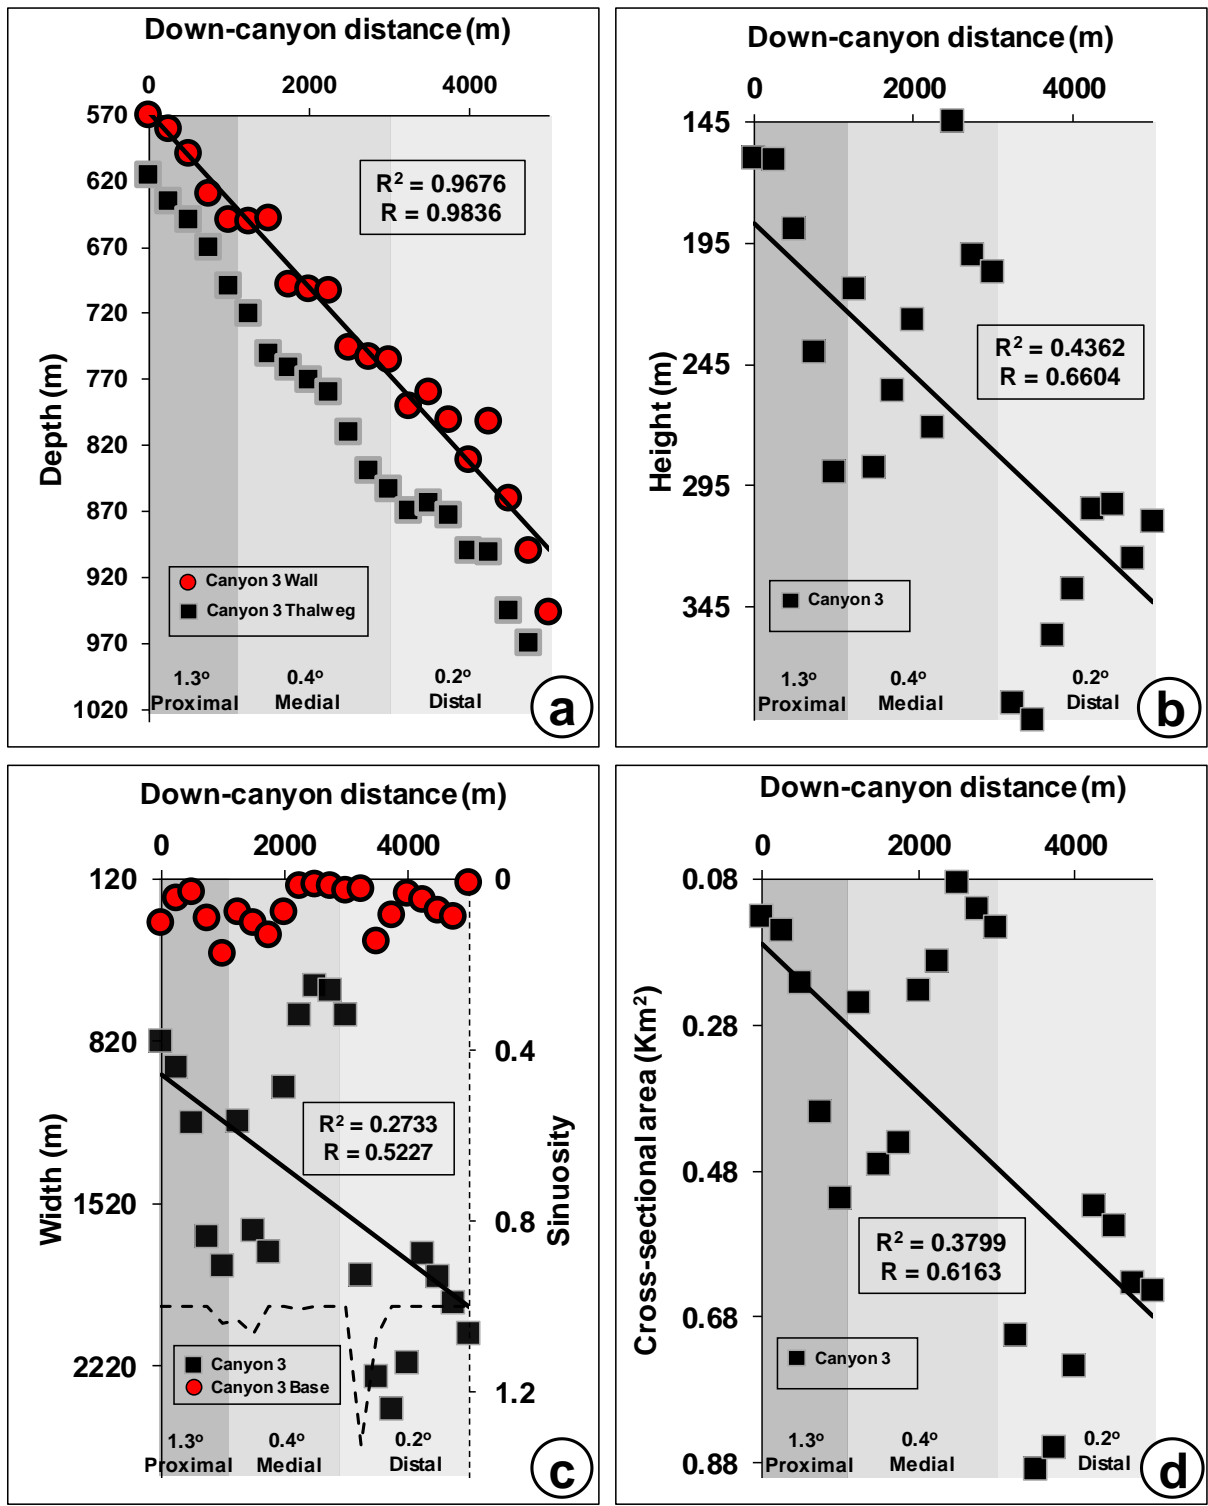 Down-canyon distance (m)
0 2000 4000
570
620
670
720
770
820
870
920
970
1020
Depth (m)
R² = 0.9676
R = 0.9836
Canyon 3 Wall
Canyon 3 Thalweg
1.3º 0.4º 0.2º
Proximal Medial Distal
a
Down-canyon distance (m)
0 2000 4000
145
195
245
295
345
Height (m)
R² = 0.4362
R = 0.6604
Canyon 3
1.3º 0.4º 0.2º
Proximal Medial Distal
b
Down-canyon distance (m)
0 2000 4000
120
820
1520
2220
Width (m)
0
0.4
0.8
1.2
Sinuosity
R² = 0.2733
R = 0.5227
Canyon 3
Canyon 3 Base
1.3º 0.4º 0.2º
Proximal Medial Distal
c
Down-canyon distance (m)
0 2000 4000
0.08
0.28
0.48
0.68
0.88
Cross-sectional area (Km²)
R² = 0.3799
R = 0.6163
Canyon 3
1.3º 0.4º 0.2º
Proximal Medial Distal
d